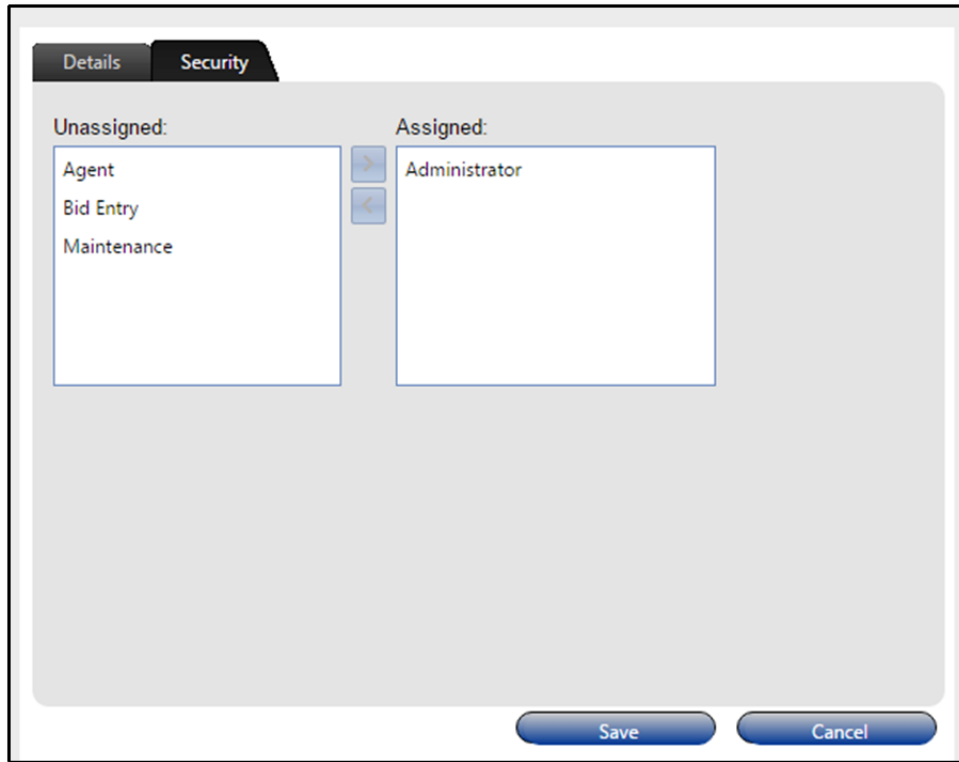 Details
Security
Unassigned:
Assigned:
Agent
Bid Entry
Maintenance
>
<
Administrator
Save
Cancel